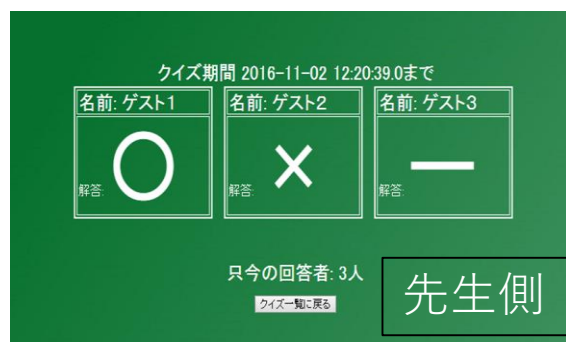 クイズ期間 2016-11-02 12:20:39.0まで
名前: ゲスト1 名前: ゲスト2 名前: ゲスト3
解答: ○ 解答: × 解答: ―
只今の回答者: 3人
クイズ一覧に戻る
先生側